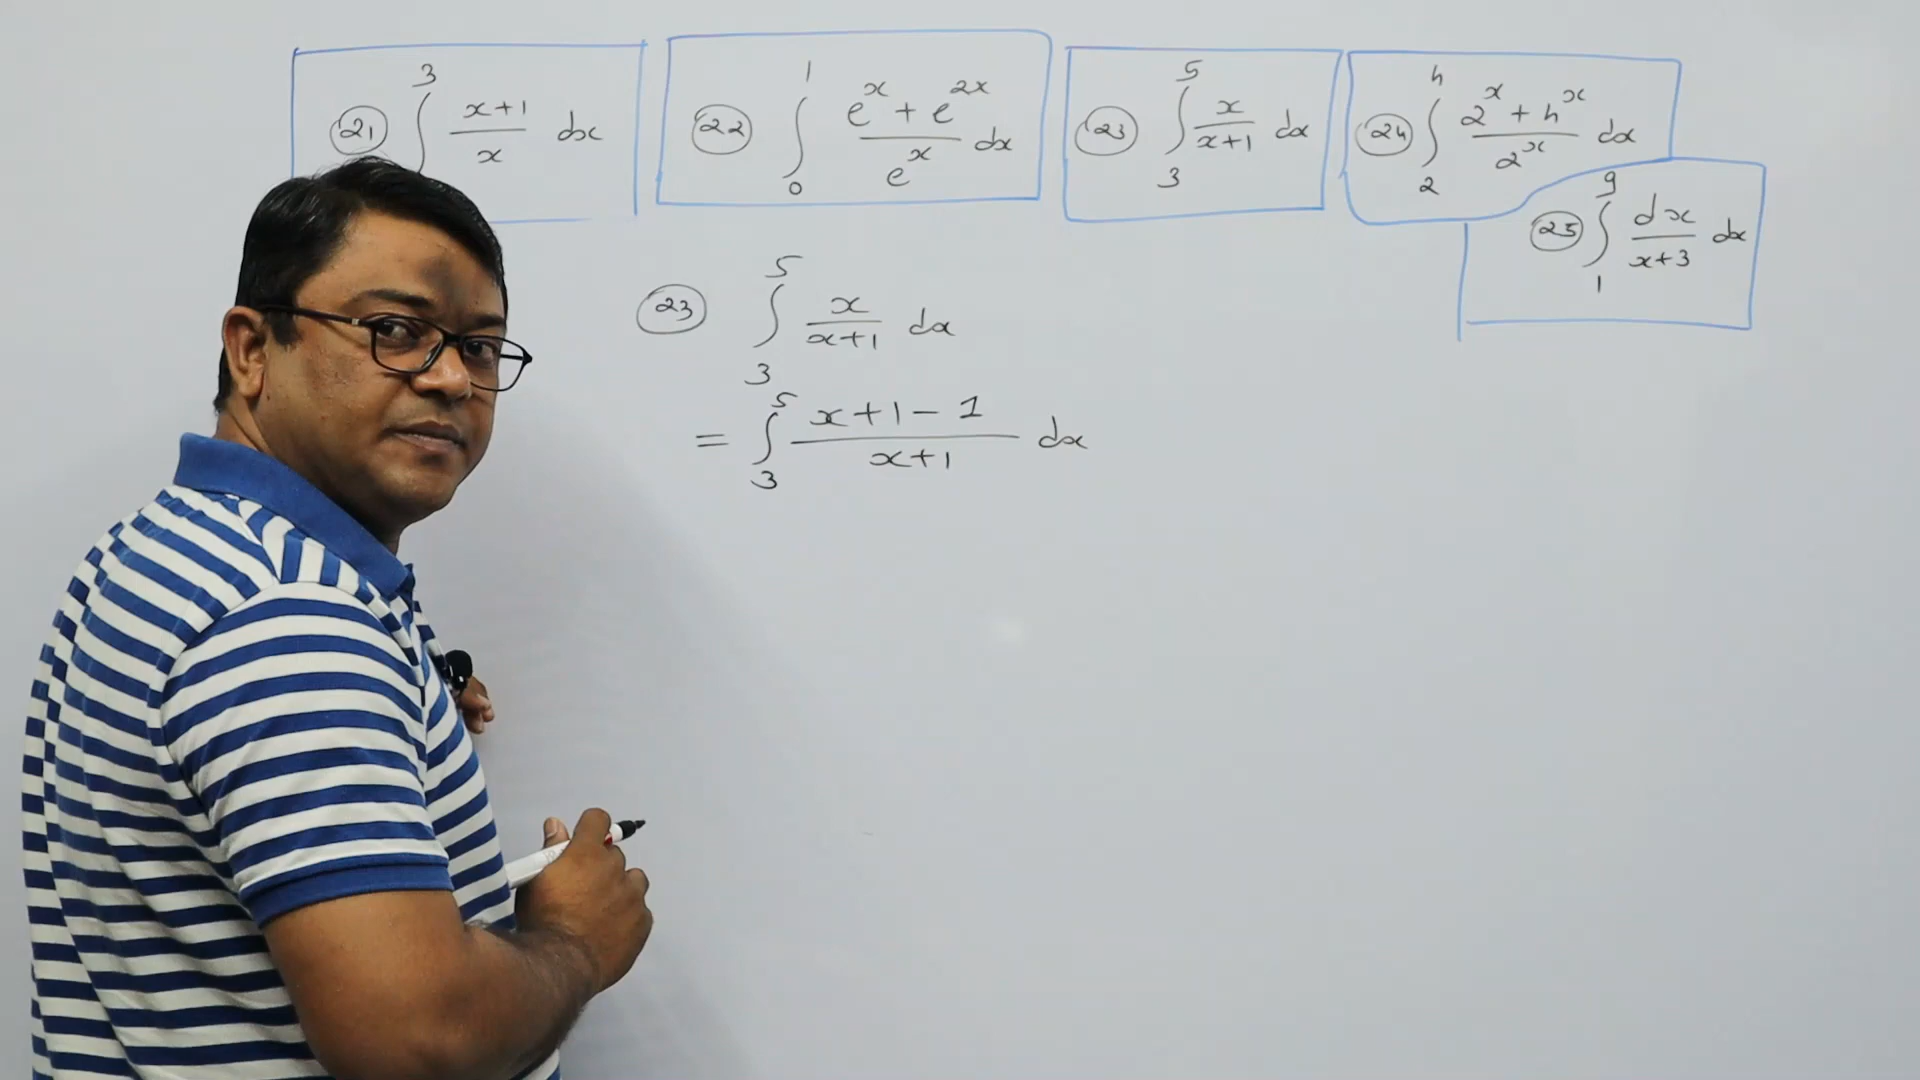 (21) ∫³ (x+1)/x dx
(22) ∫₀¹ (eˣ + e²ˣ)/eˣ dx
(23) ∫₃⁵ x/(x+1) dx
(24) ∫₂⁴ (2ˣ + 4ˣ)/2ˣ dx
(25) ∫₁⁹ dx/(x+3) dx
(23) ∫₃⁵ x/(x+1) dx
= ∫₃⁵ (x+1-1)/(x+1) dx